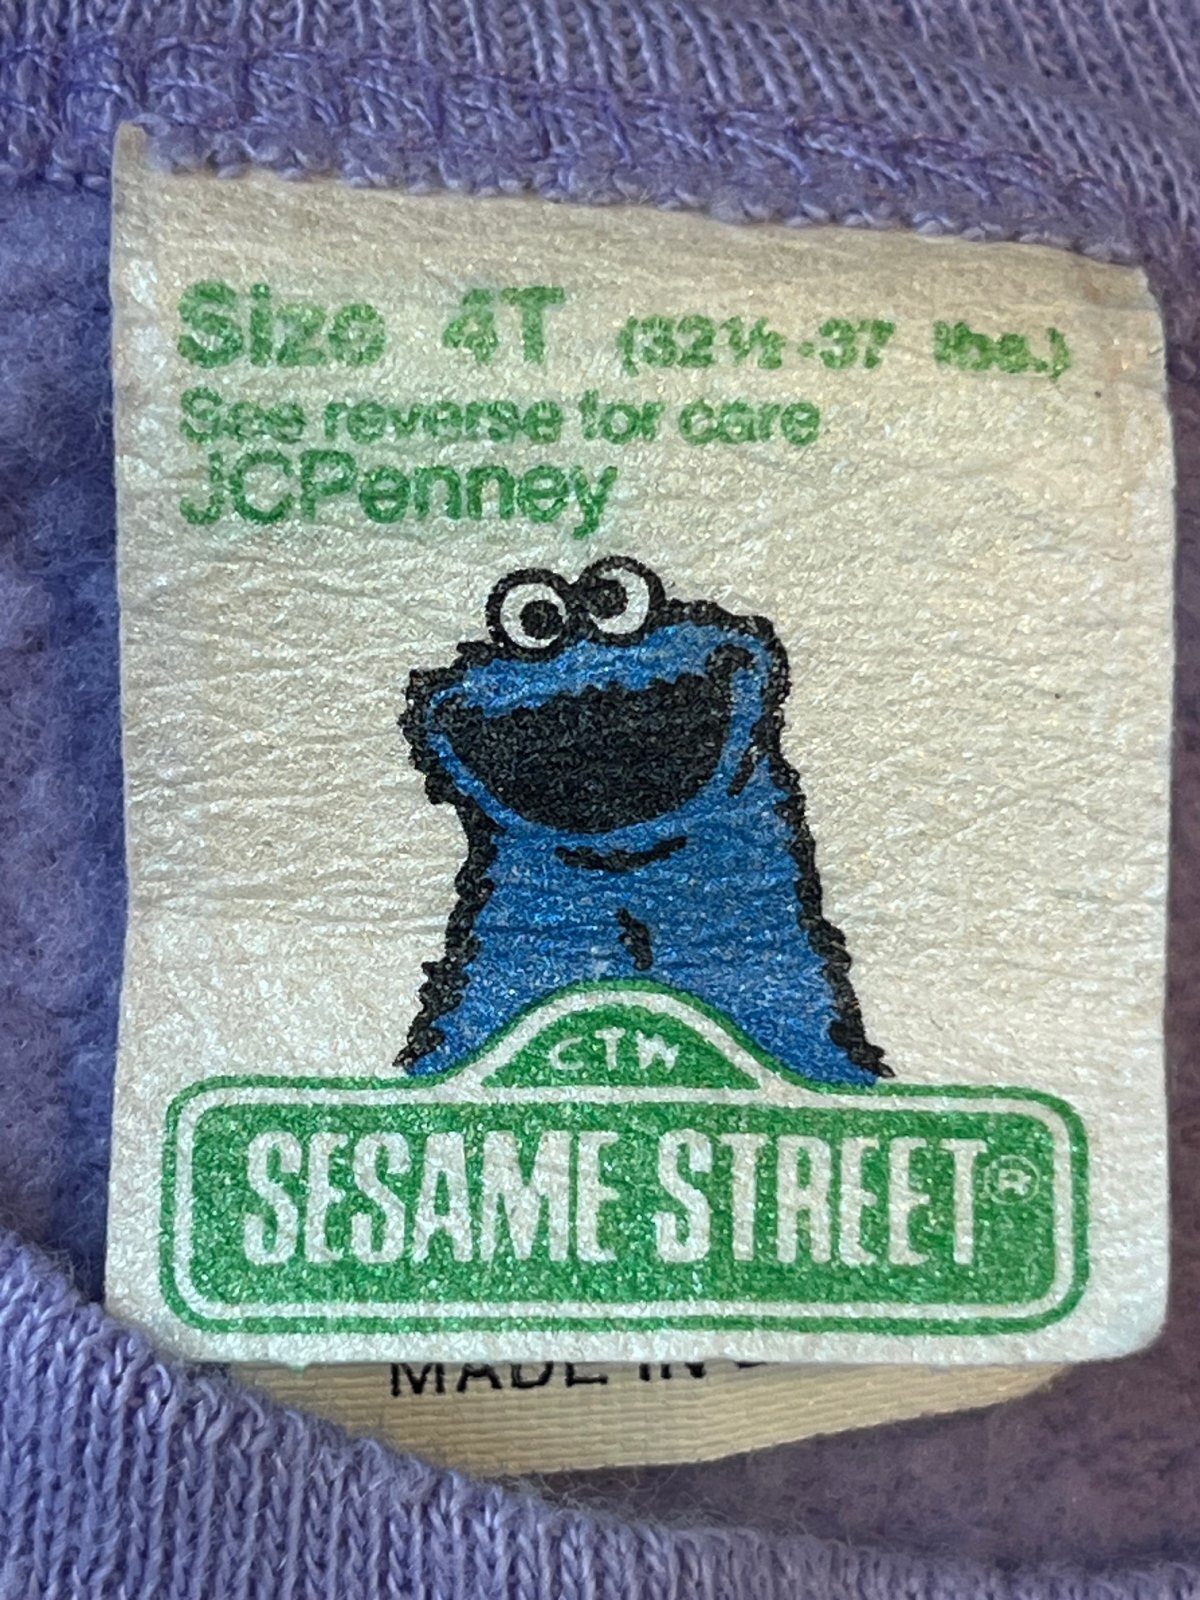 Size 4T (32½-37 lbs.)
See reverse for care
JCPenney
CTW
SESAME STREET®
MADE IN